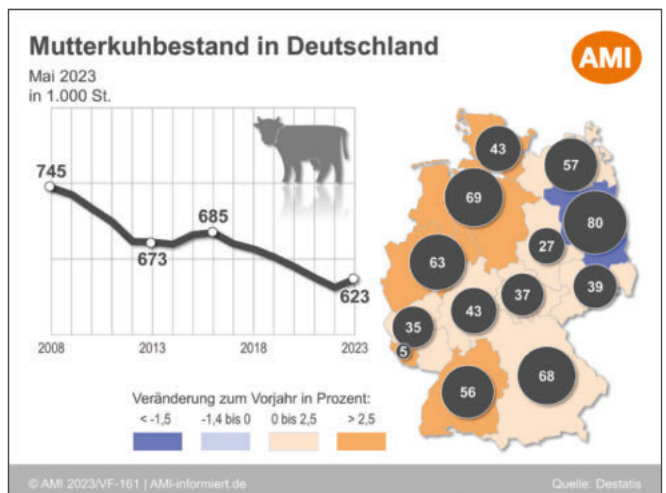 Mutterkuhbestand in Deutschland
AMI
Mai 2023
in 1.000 St.
745
673
685
623
2008
2013
2018
2023
43
57
69
80
27
63
39
37
43
35
5
68
56
Veränderung zum Vorjahr in Prozent:
< -1,5
-1,4 bis 0
0 bis 2,5
> 2,5
© AMI 2023/VF-161 | AMI-informiert.de
Quelle: Destatis